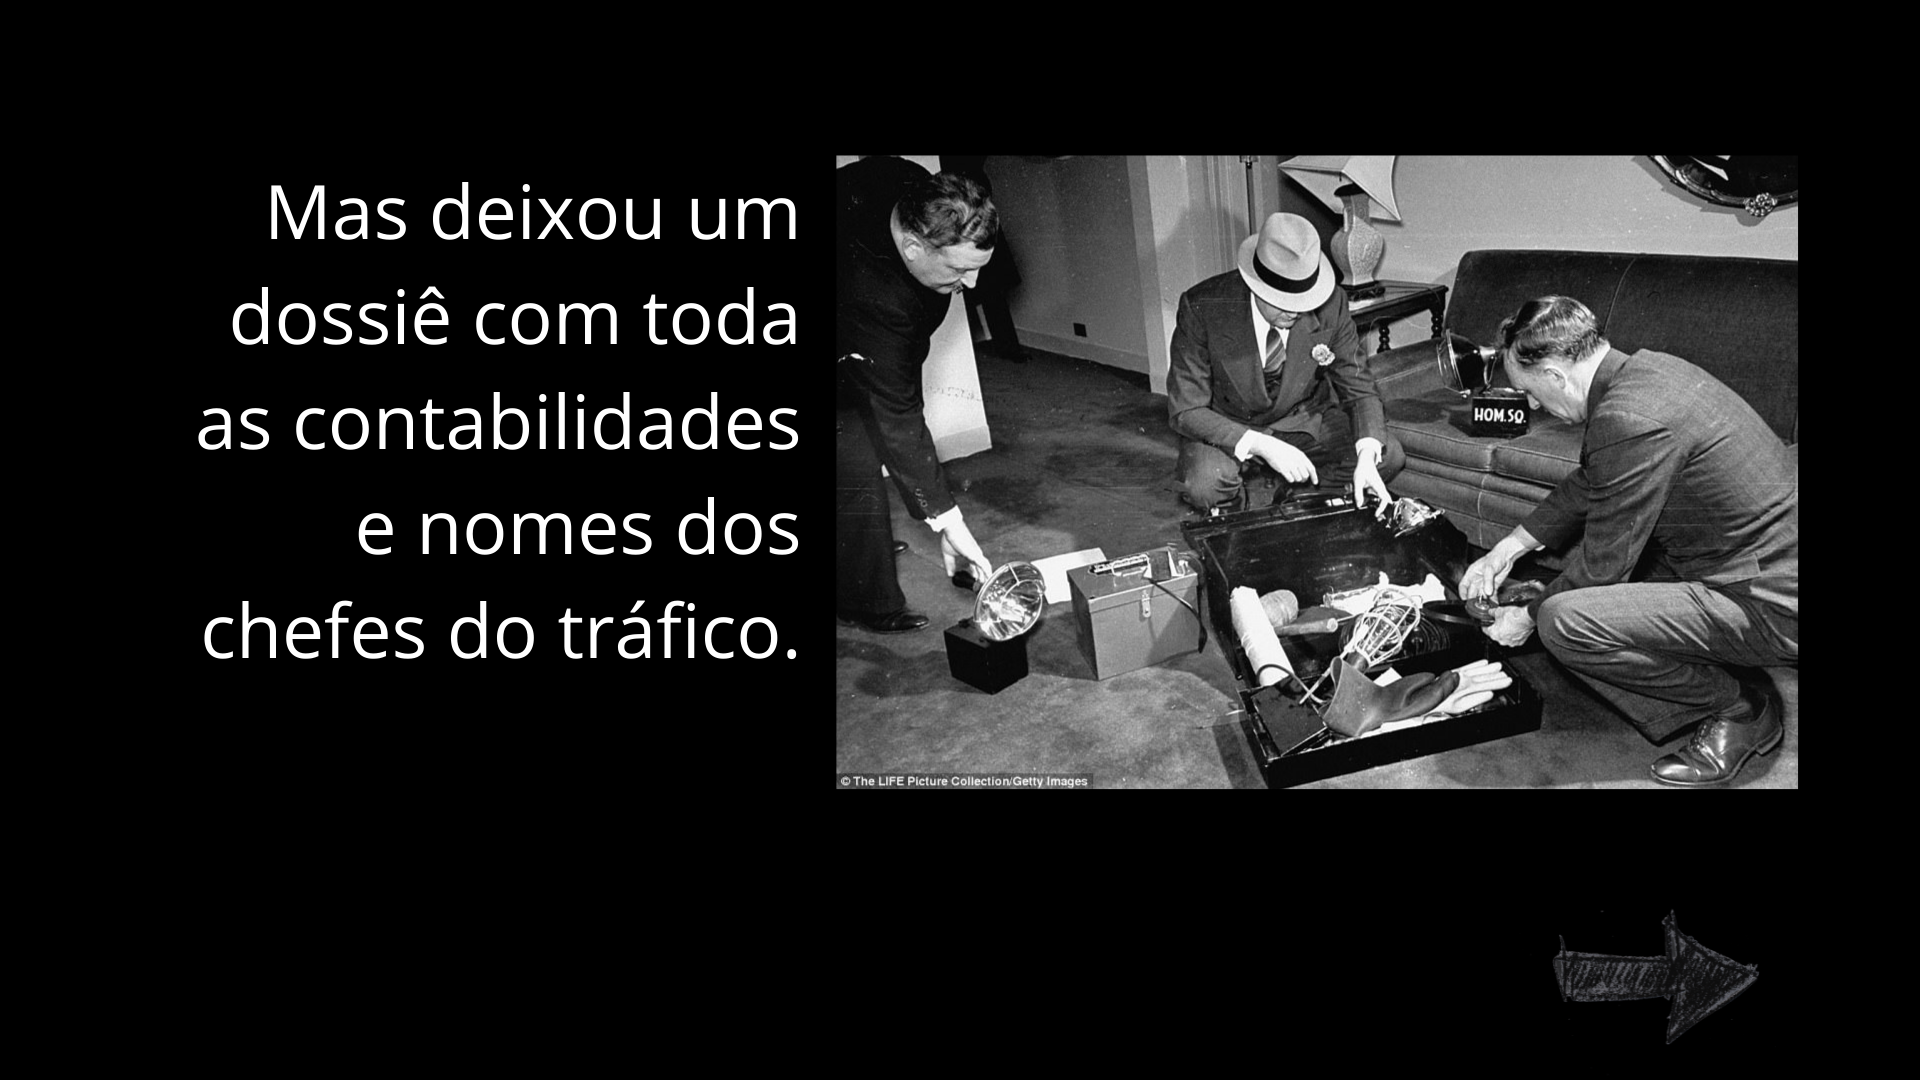 Mas deixou um
dossiê com toda
as contabilidades
e nomes dos
chefes do tráfico.
HOM.SQ.
© The LIFE Picture Collection/Getty Images